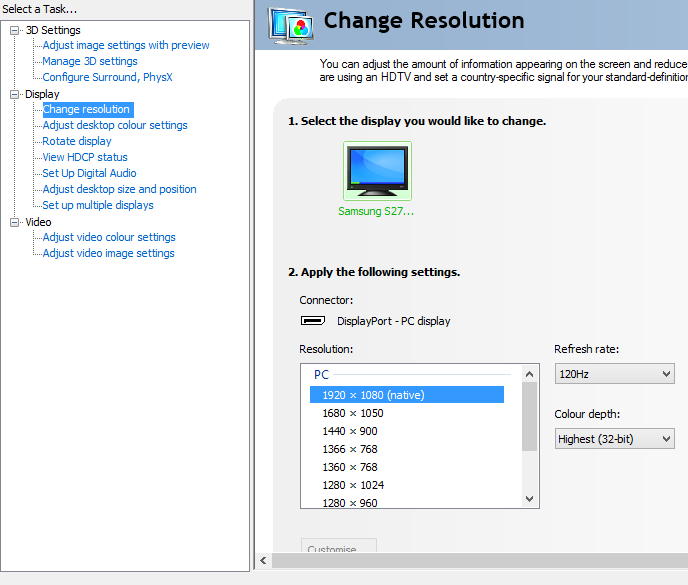 Select a Task...
3D Settings
Adjust image settings with preview
Manage 3D settings
Configure Surround, PhysX
Display
Change resolution
Adjust desktop colour settings
Rotate display
View HDCP status
Set Up Digital Audio
Adjust desktop size and position
Set up multiple displays
Video
Adjust video colour settings
Adjust video image settings
Change Resolution
You can adjust the amount of information appearing on the screen and reduce
are using an HDTV and set a country-specific signal for your standard-definition
1. Select the display you would like to change.
Samsung S27...
2. Apply the following settings.
Connector:
DisplayPort - PC display
Resolution:
PC
1920 × 1080 (native)
1680 × 1050
1440 × 900
1366 × 768
1360 × 768
1280 × 1024
1280 × 960
Refresh rate:
120Hz
Colour depth:
Highest (32-bit)
Customise...